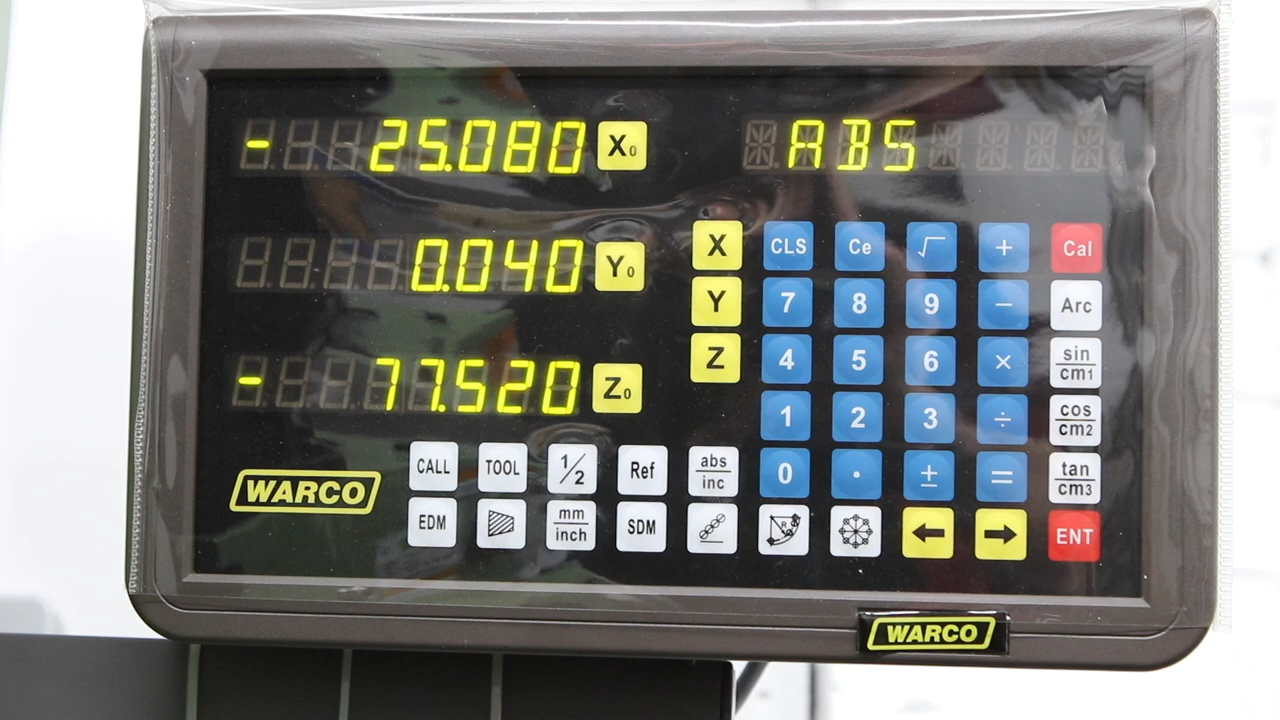 - 25.080 X0 ABS
0.040 Y0
- 77.520 Z0
X CLS Ce √ + Cal
Y 7 8 9 − Arc
Z 4 5 6 × sin/cm1
1 2 3 ÷ cos/cm2
CALL TOOL 1/2 Ref abs/inc 0 . ± = tan/cm3
WARCO
EDM mm/inch SDM R ← → ENT
WARCO